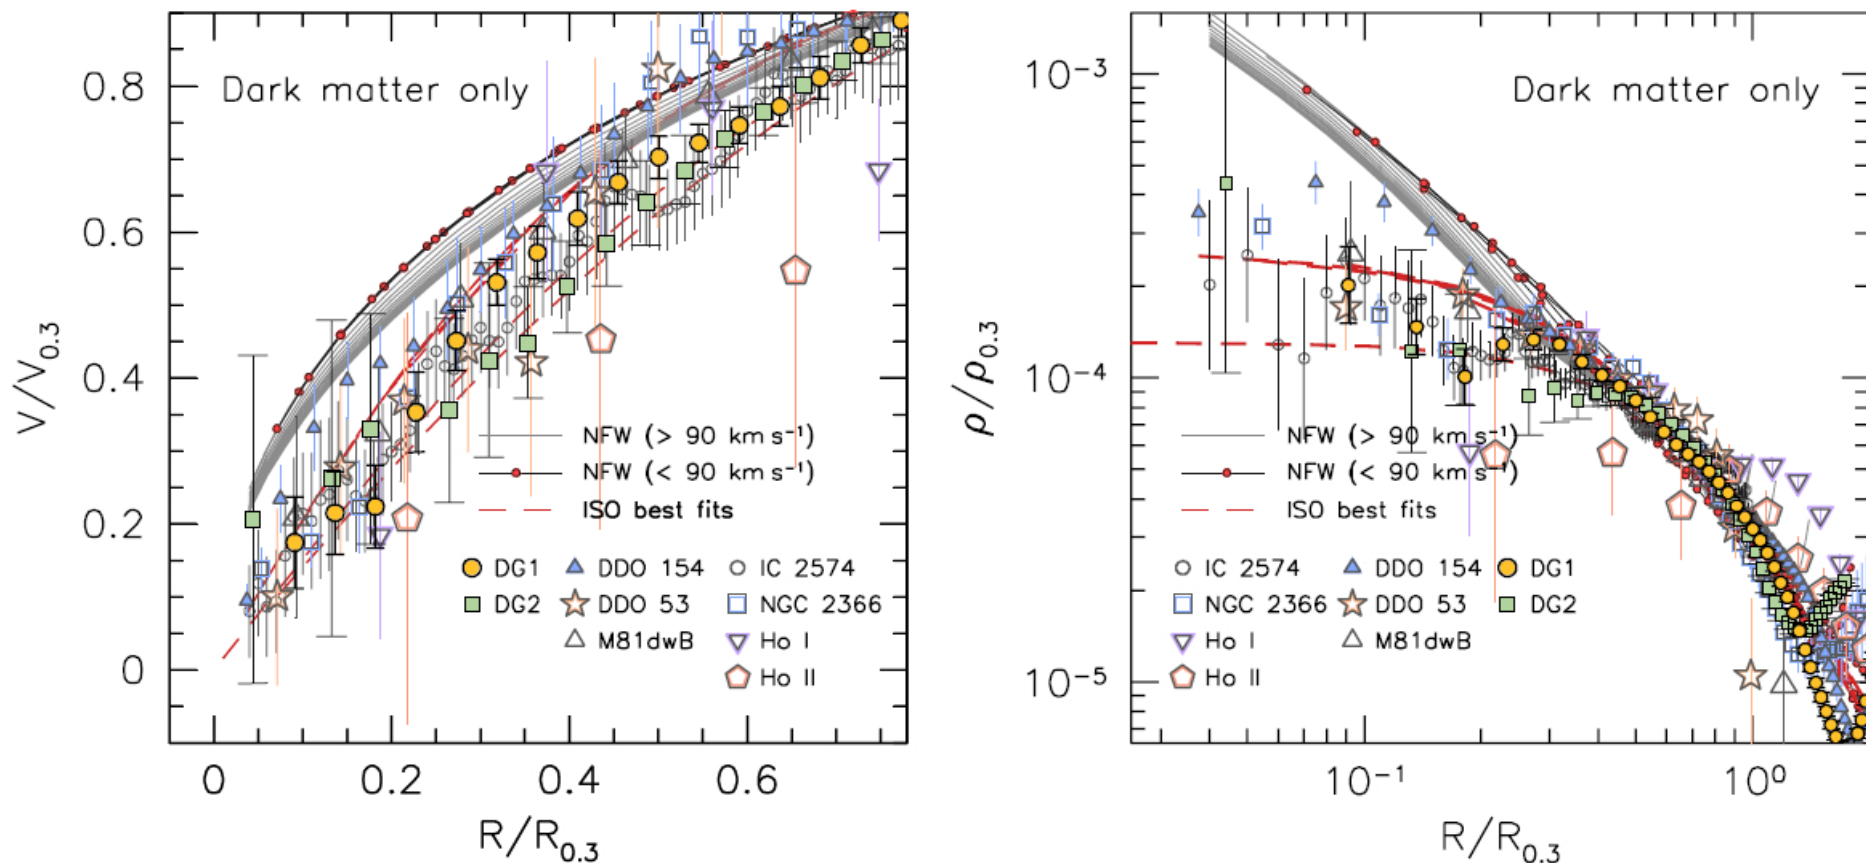 Dark matter only
V/V0.3
0.8
0.6
0.4
0.2
0
NFW (> 90 km s⁻¹)
NFW (< 90 km s⁻¹)
ISO best fits
DG1
DDO 154
IC 2574
DG2
DDO 53
NGC 2366
M81dwB
Ho I
Ho II
0
0.2
0.4
0.6
R/R0.3
Dark matter only
ρ/ρ0.3
10⁻³
10⁻⁴
10⁻⁵
NFW (> 90 km s⁻¹)
NFW (< 90 km s⁻¹)
ISO best fits
IC 2574
DDO 154
DG1
NGC 2366
DDO 53
DG2
Ho I
M81dwB
Ho II
10⁻¹
10⁰
R/R0.3